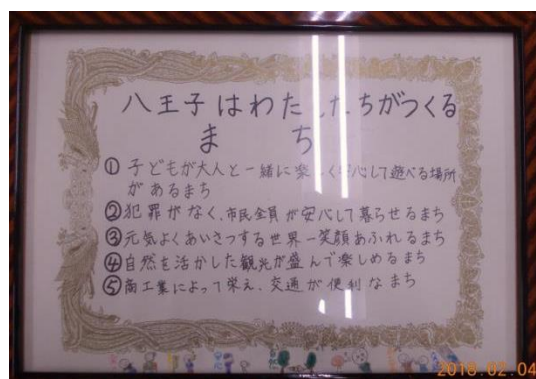 八王子はわたしたちがつくる
まち
① 子どもが大人と一緒に楽しく安心して遊べる場所
があるまち
② 犯罪がなく、市民全員が安心して暮らせるまち
③ 元気よくあいさつする世界一笑顔あふれるまち
④ 自然を活かした観光が盛んで楽しめるまち
⑤ 商工業によって栄え、交通が便利なまち
2018.02.04